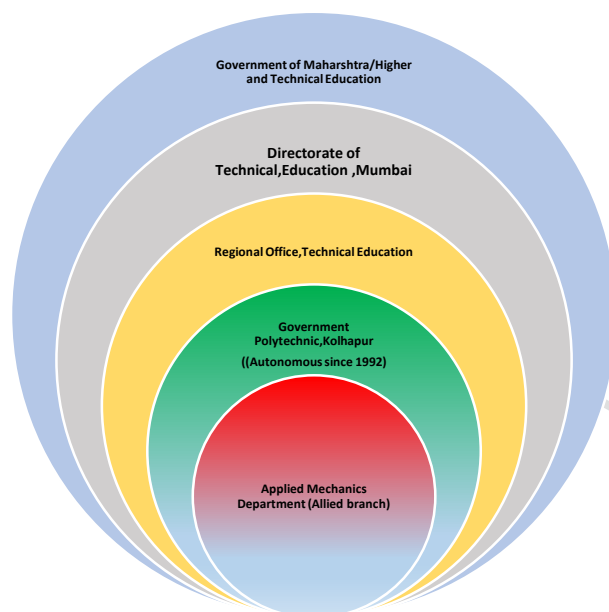 Government of Maharshtra/Higher
and Technical Education
Directorate of
Technical,Education ,Mumbai
Regional Office,Technical Education
Government
Polytechnic,Kolhapur
((Autonomous since 1992)
Applied Mechanics
Department (Allied branch)